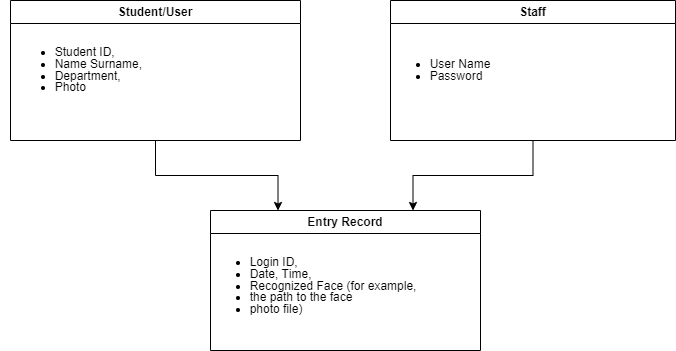 Student/User
Student ID,
Name Surname,
Department,
Photo
Staff
User Name
Password
Entry Record
Login ID,
Date, Time,
Recognized Face (for example,
the path to the face
photo file)